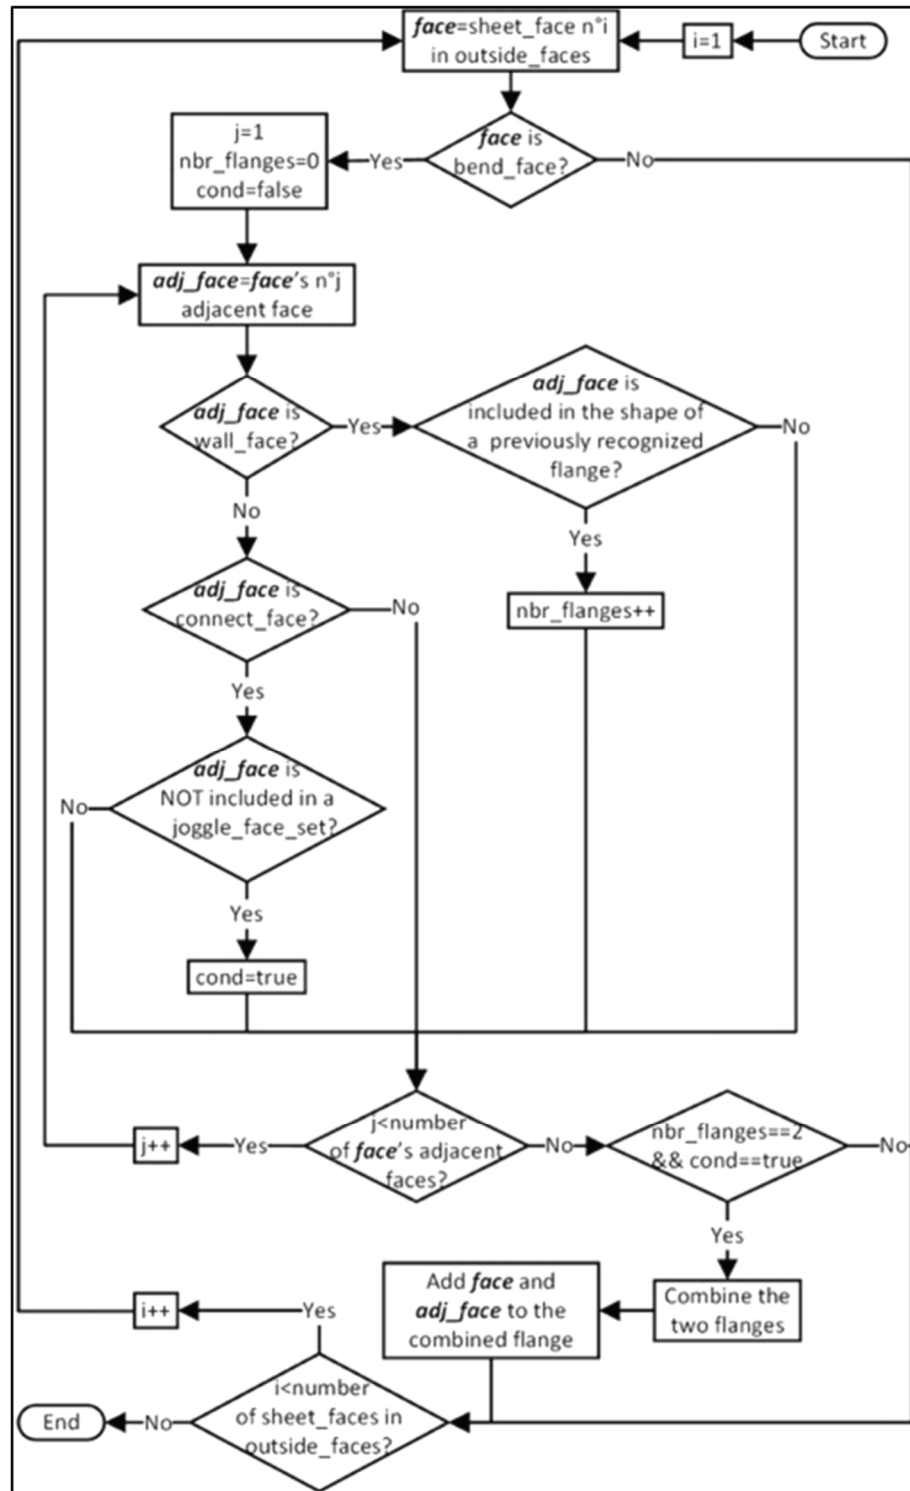 face=sheet_face n°i
in outside_faces
i=1
Start
face is
bend_face?
Yes
No
j=1
nbr_flanges=0
cond=false
adj_face=face's n°j
adjacent face
adj_face is
wall_face?
Yes
No
adj_face is
included in the shape of
a previously recognized
flange?
No
Yes
nbr_flanges++
adj_face is
connect_face?
No
Yes
adj_face is
NOT included in a
joggle_face_set?
No
Yes
cond=true
j<number
of face's adjacent
faces?
Yes
j++
No
nbr_flanges==2
&& cond==true
No
Yes
Combine the
two flanges
Add face and
adj_face to the
combined flange
i<number
of sheet_faces in
outside_faces?
Yes
i++
No
End